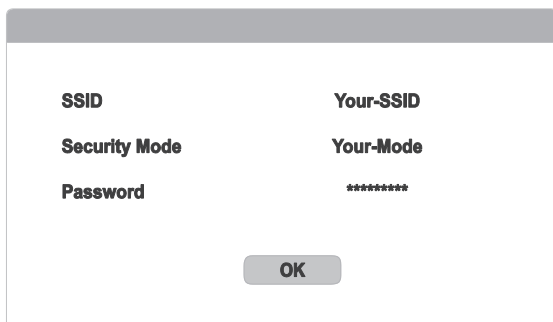 SSID Your-SSID
Security Mode Your-Mode
Password *********
OK